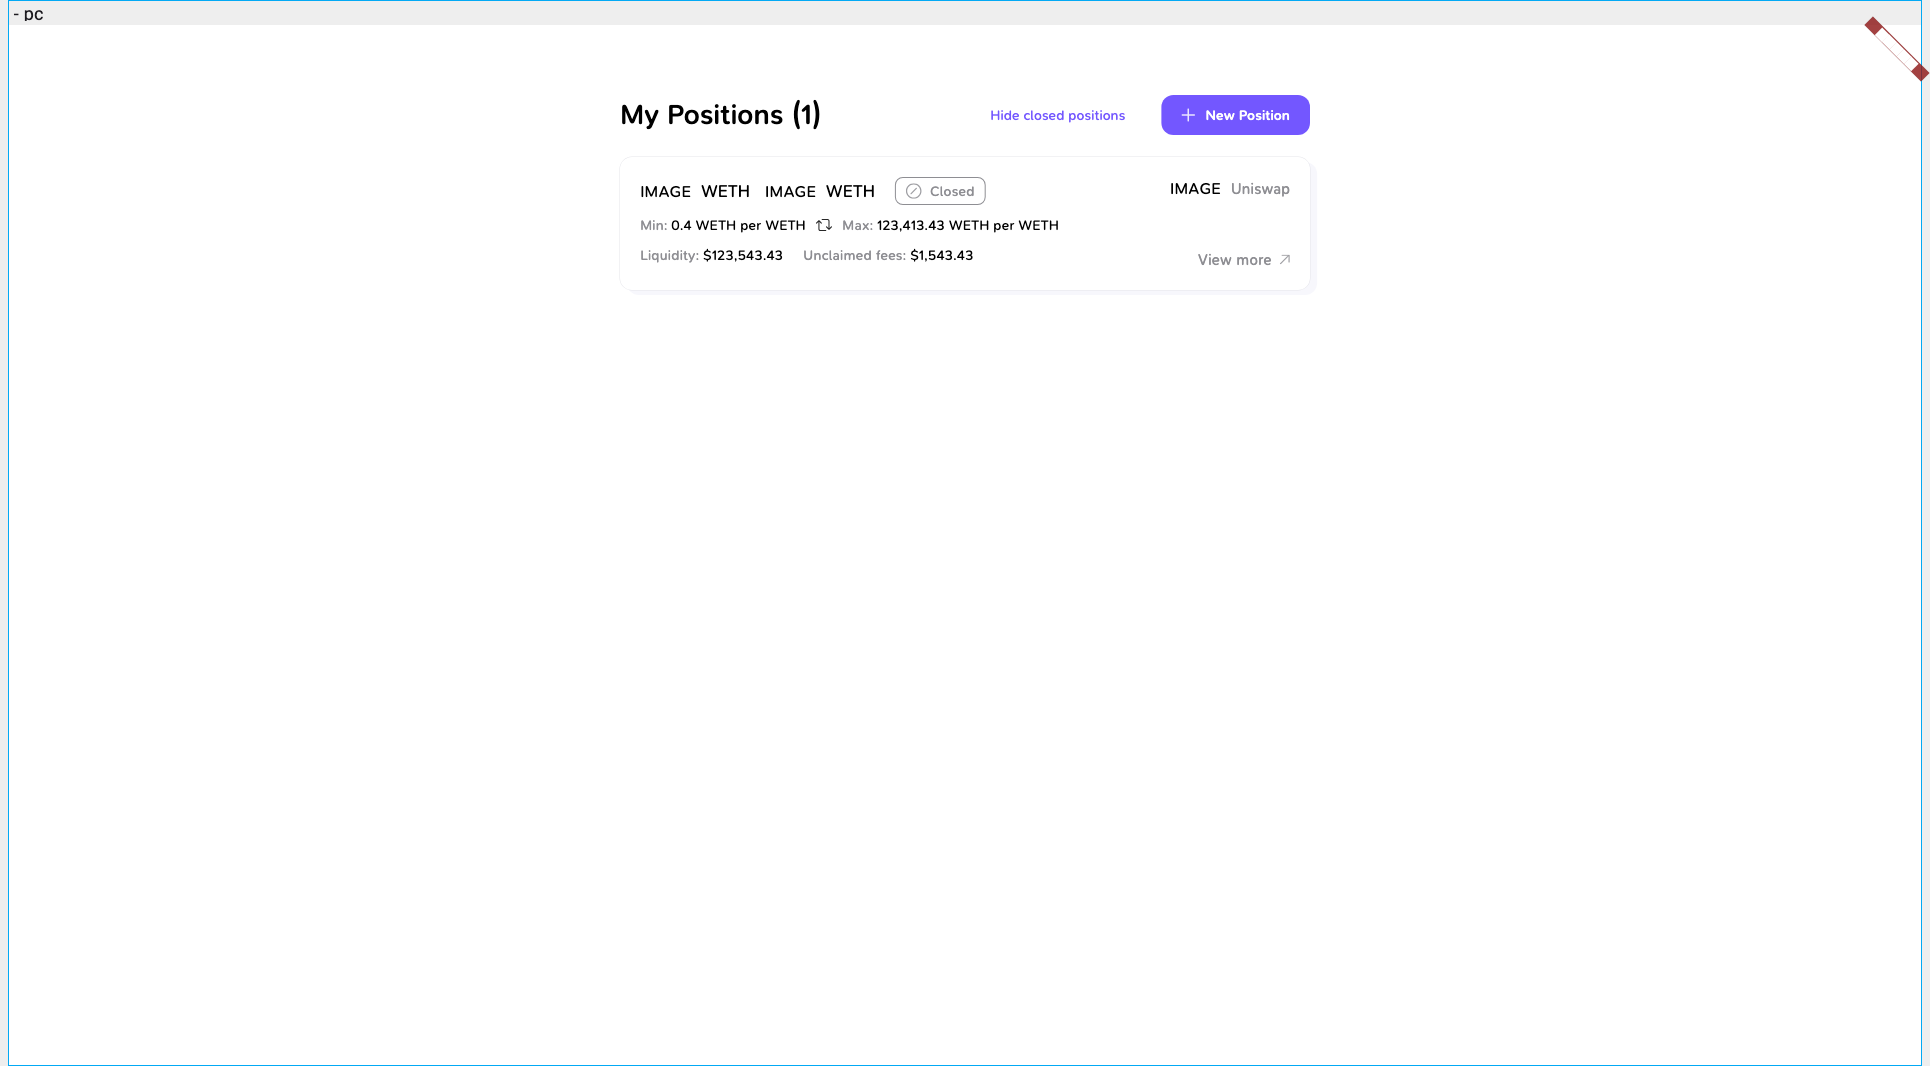 - pc
My Positions (1)
Hide closed positions
New Position
IMAGE WETH IMAGE WETH Closed
IMAGE Uniswap
Min: 0.4 WETH per WETH Max: 123,413.43 WETH per WETH
Liquidity: $123,543.43 Unclaimed fees: $1,543.43
View more